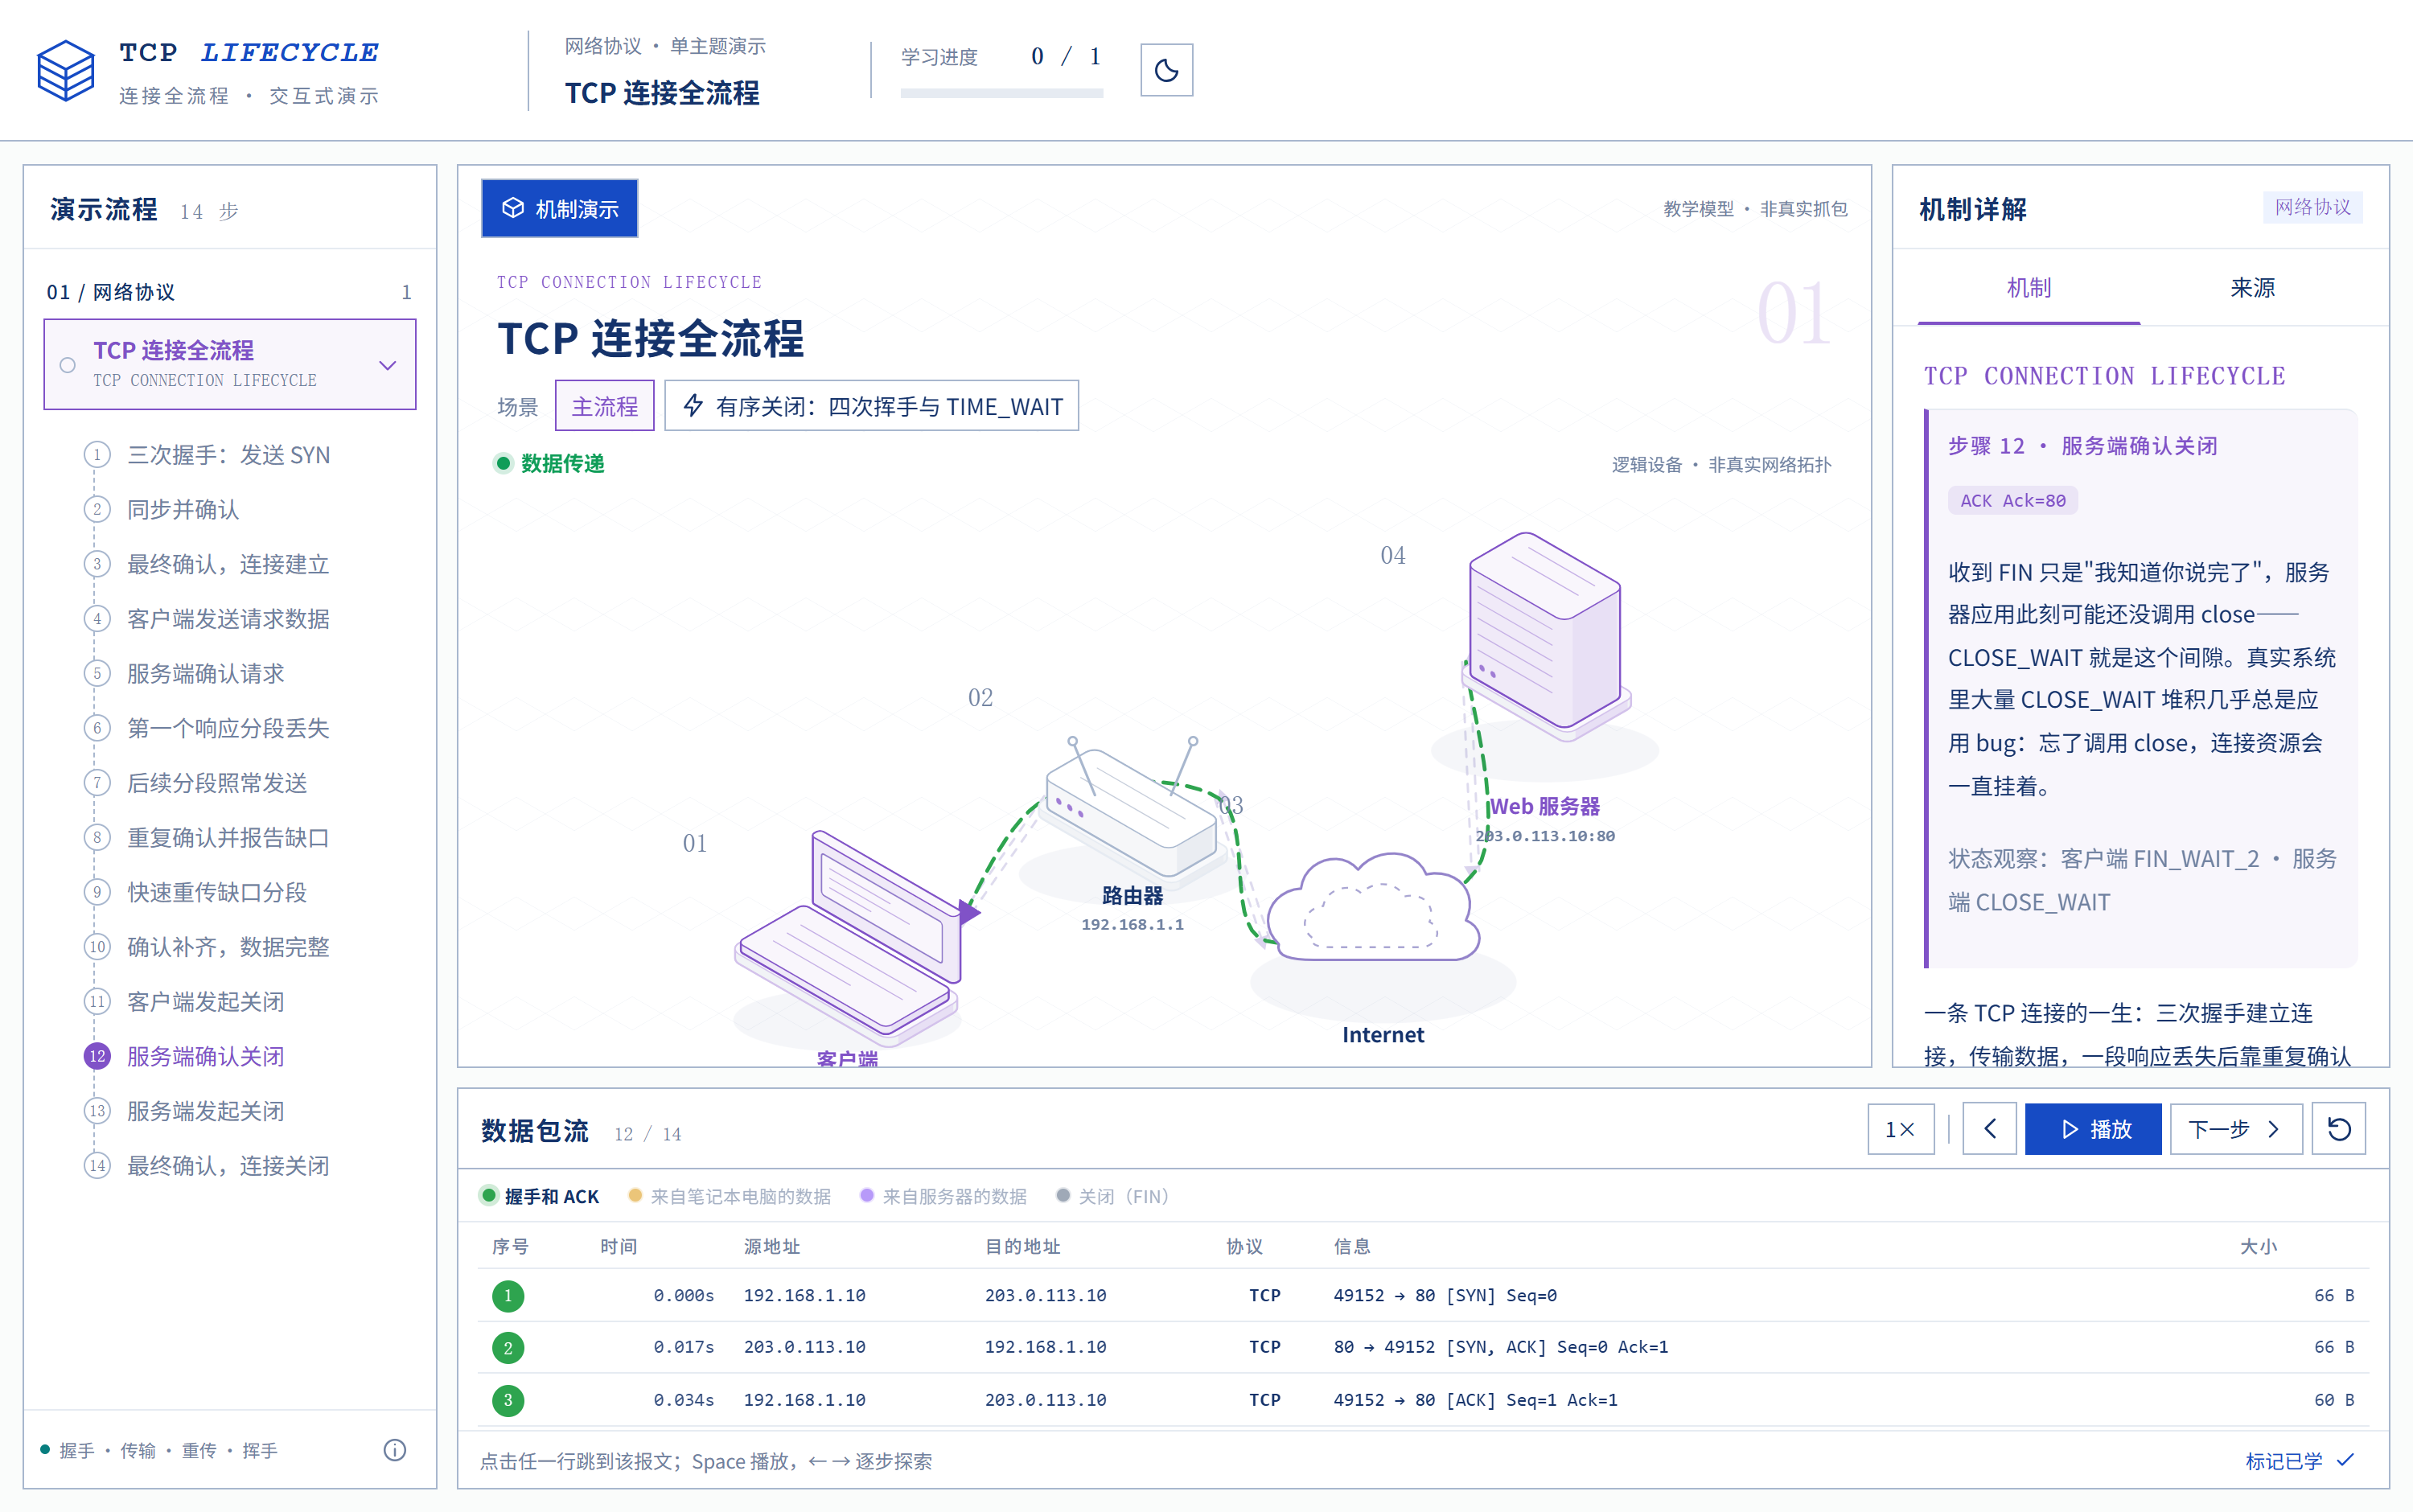 TCP LIFECYCLE
连接全流程 • 交互式演示
网络协议 • 单主题演示
TCP 连接全流程
学习进度 0 / 1
演示流程 14 步
01 / 网络协议 1
TCP 连接全流程
TCP CONNECTION LIFECYCLE
1 三次握手：发送 SYN
2 同步并确认
3 最终确认，连接建立
4 客户端发送请求数据
5 服务端确认请求
6 第一个响应分段丢失
7 后续分段照常发送
8 重复确认并报告缺口
9 快速重传缺口分段
10 确认补齐，数据完整
11 客户端发起关闭
12 服务端确认关闭
13 服务端发起关闭
14 最终确认，连接关闭
握手 • 传输 • 重传 • 挥手
机制演示
教学模型 • 非真实抓包
TCP CONNECTION LIFECYCLE
01
TCP 连接全流程
场景 主流程 有序关闭：四次挥手与 TIME_WAIT
数据传递
逻辑设备 • 非真实网络拓扑
04
02
03
Web 服务器
203.0.113.10:80
01
路由器
192.168.1.1
Internet
客户端
机制详解 网络协议
机制 来源
TCP CONNECTION LIFECYCLE
步骤 12 • 服务端确认关闭
ACK Ack=80
收到 FIN 只是"我知道你说完了"，服务
器应用此刻可能还没调用 close——
CLOSE_WAIT 就是这个间隙。真实系统
里大量 CLOSE_WAIT 堆积几乎总是应
用 bug：忘了调用 close，连接资源会
一直挂着。
状态观察：客户端 FIN_WAIT_2 • 服务
端 CLOSE_WAIT
一条 TCP 连接的一生：三次握手建立连
接，传输数据，一段响应丢失后靠重复确认
数据包流 12 / 14
1× 播放 下一步
握手和 ACK 来自笔记本电脑的数据 来自服务器的数据 关闭（FIN）
序号 时间 源地址 目的地址 协议 信息 大小
1 0.000s 192.168.1.10 203.0.113.10 TCP 49152 → 80 [SYN] Seq=0 66 B
2 0.017s 203.0.113.10 192.168.1.10 TCP 80 → 49152 [SYN, ACK] Seq=0 Ack=1 66 B
3 0.034s 192.168.1.10 203.0.113.10 TCP 49152 → 80 [ACK] Seq=1 Ack=1 60 B
点击任一行跳到该报文；Space 播放，←→ 逐步探索
标记已学